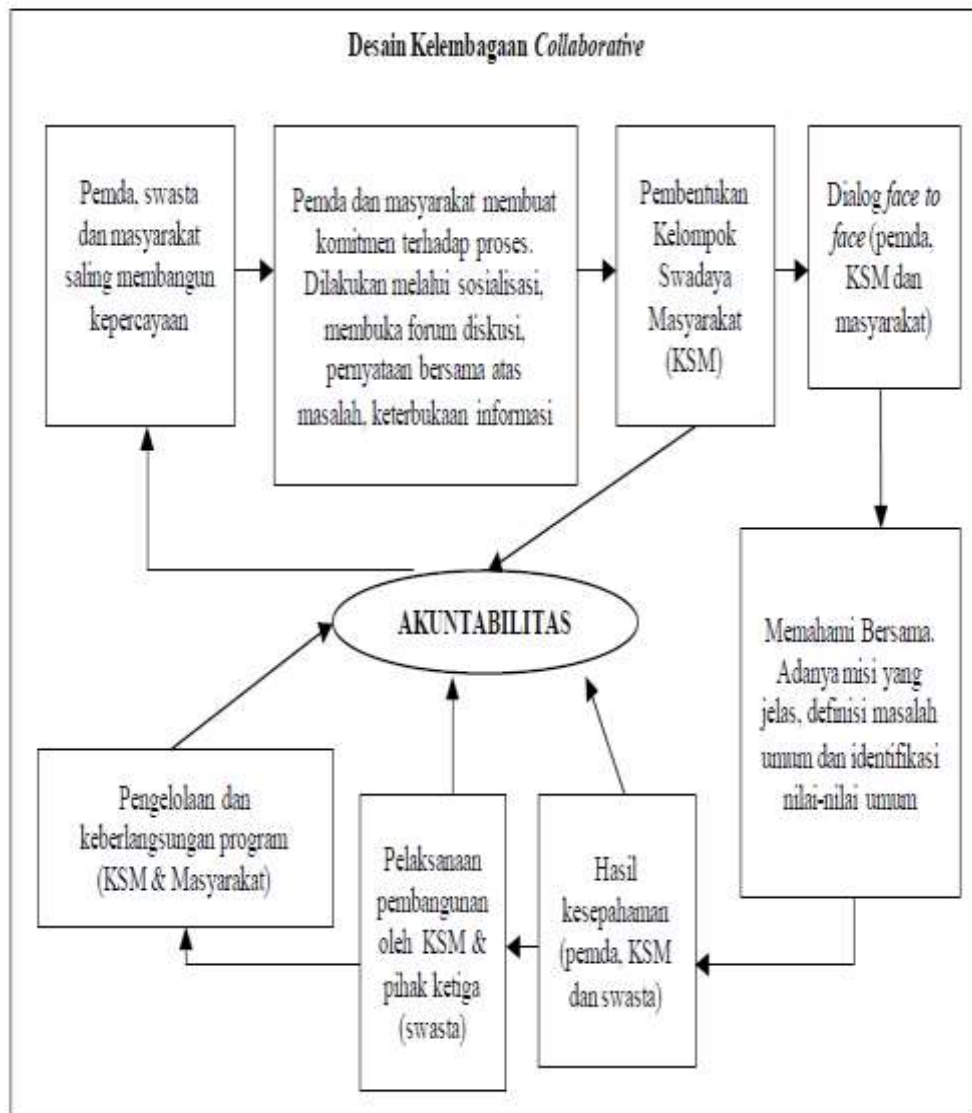 Desain Kelembagaan Collaborative
Pemda, swasta
dan masyarakat
saling membangun
kepercayaan
Pemda dan masyarakat membuat
komitmen terhadap proses.
Dilakukan melalui sosialisasi,
membuka forum diskusi,
pernyataan bersama atas
masalah, keterbukaan informasi
Pembentukan
Kelompok
Swadaya
Masyarakat
(KSM)
Dialog face to
face (pemda,
KSM dan
masyarakat)
AKUNTABILITAS
Memahami Bersama.
Adanya misi yang
jelas, definisi masalah
umum dan identifikasi
nilai-nilai umum
Hasil
kesepahaman
(pemda, KSM
dan swasta)
Pelaksanaan
pembangunan
oleh KSM &
pihak ketiga
(swasta)
Pengelolaan dan
keberlangsungan program
(KSM & Masyarakat)